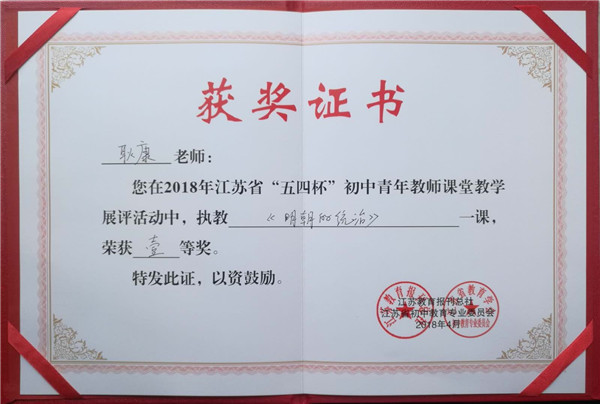 获奖证书
耿康 老师：
您在2018年江苏省“五四杯”初中青年教师课堂教学
展评活动中，执教《明朝的统治》一课，
荣获 壹 等奖。
特发此证，以资鼓励。
江苏教育报刊总社
江苏省初中教育专业委员会
2018年4月